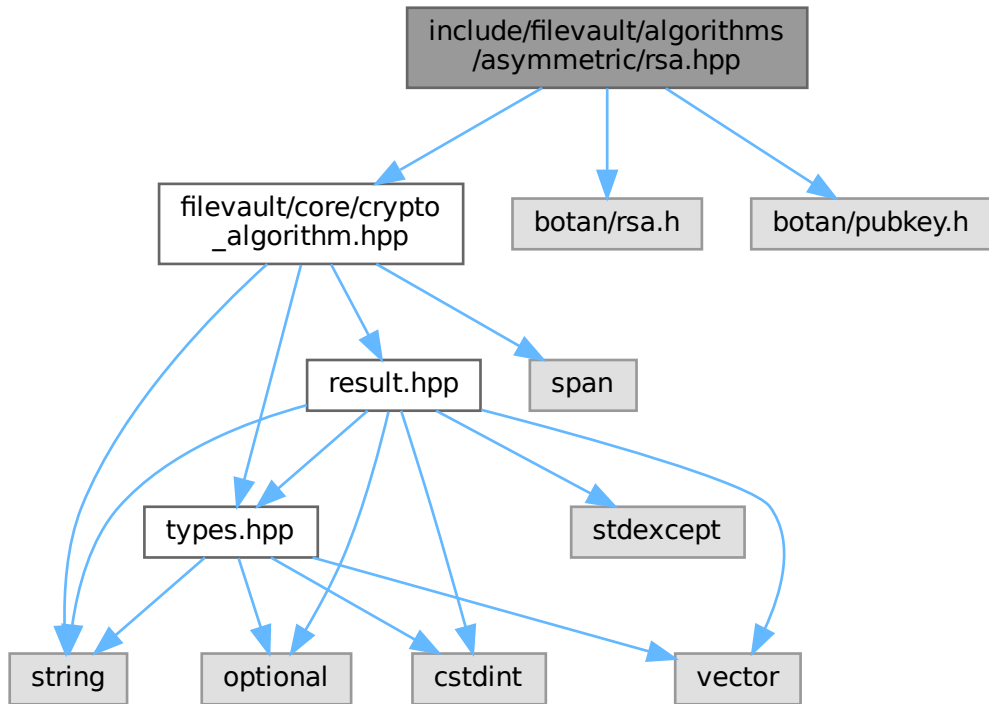 include/filevault/algorithms
/asymmetric/rsa.hpp
filevault/core/crypto
_algorithm.hpp
botan/rsa.h
botan/pubkey.h
result.hpp
span
types.hpp
stdexcept
string
optional
cstdint
vector